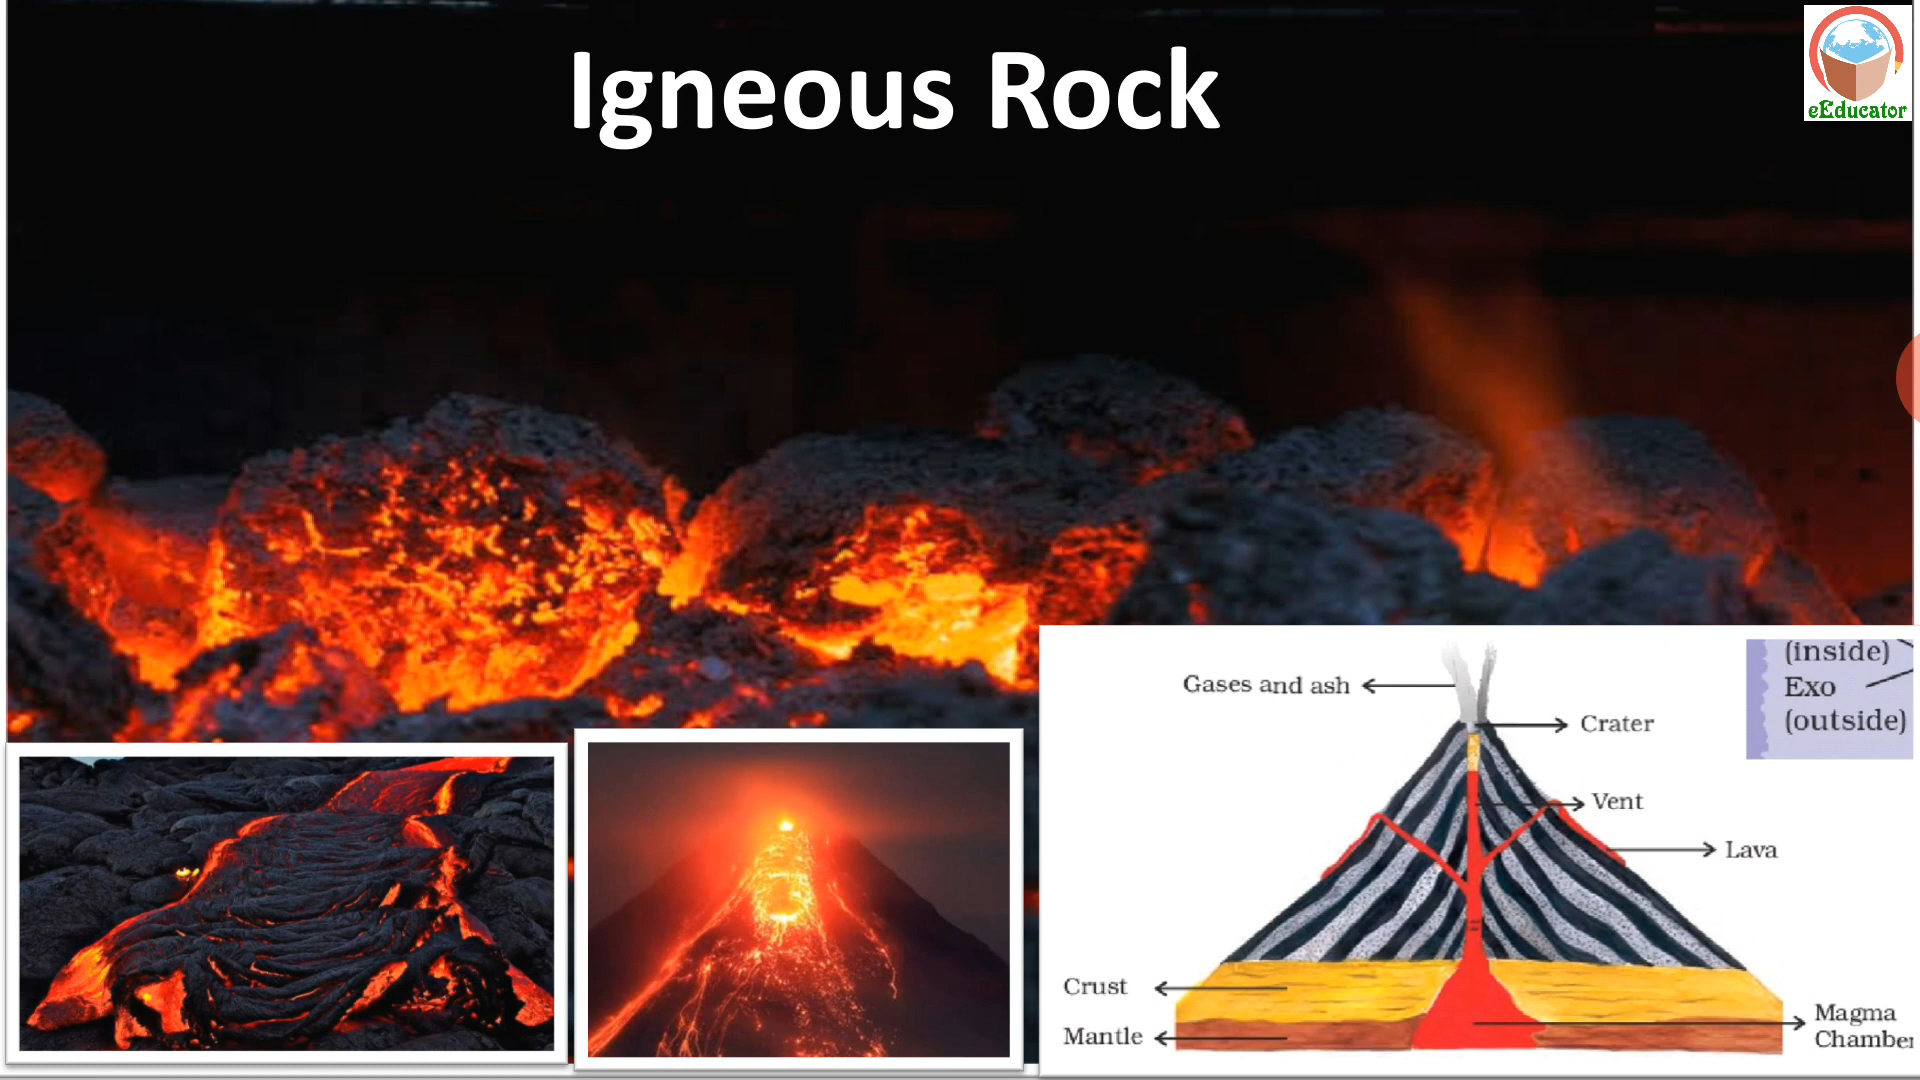 Igneous Rock
eEducator
(inside)
Exo
(outside)
Gases and ash
Crater
Vent
Lava
Crust
Mantle
Magma
Chamber